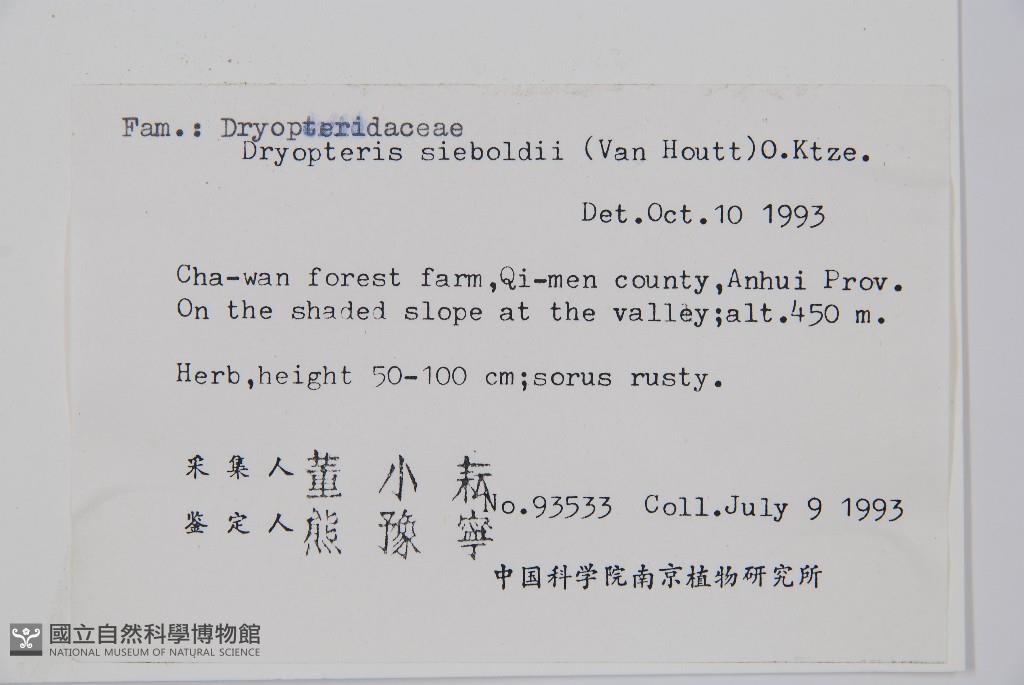 Fam.: Dryopteridaceae
Dryopteris sieboldii (Van Houtt)O.Ktze.
Det.Oct.10 1993
Cha-wan forest farm,Qi-men county,Anhui Prov.
On the shaded slope at the valley;alt.450 m.
Herb,height 50-100 cm;sorus rusty.
采集人 董小耘
No.93533 Coll.July 9 1993
鉴定人 熊豫寧
中国科学院南京植物研究所
國立自然科學博物館
NATIONAL MUSEUM OF NATURAL SCIENCE